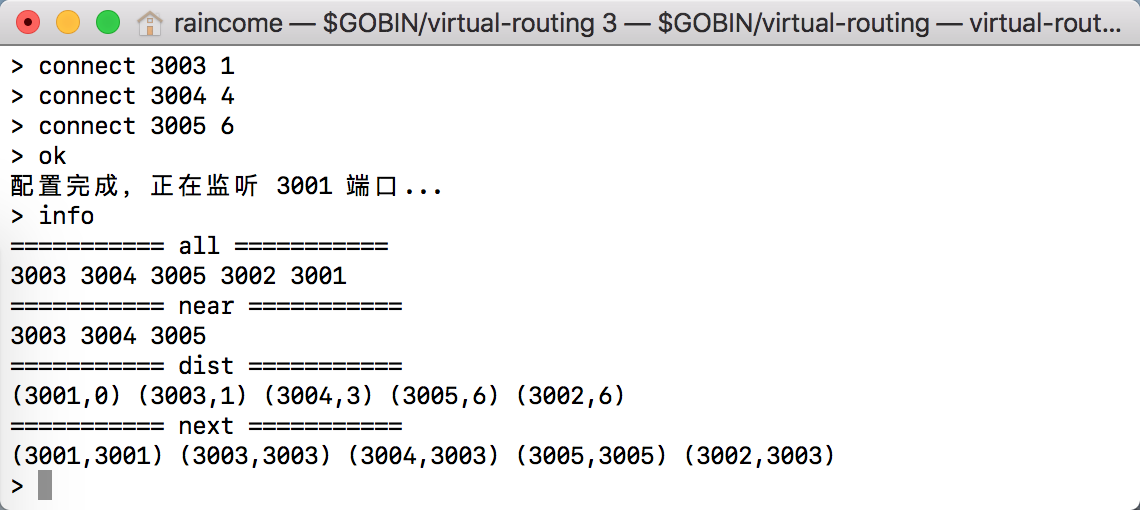 raincome — $GOBIN/virtual-routing 3 — $GOBIN/virtual-routing — virtual-rout...
> connect 3003 1
> connect 3004 4
> connect 3005 6
> ok
配置完成，正在监听 3001 端口...
> info
=========== all ===========
3003 3004 3005 3002 3001
=========== near ===========
3003 3004 3005
=========== dist ===========
(3001,0) (3003,1) (3004,3) (3005,6) (3002,6)
=========== next ===========
(3001,3001) (3003,3003) (3004,3003) (3005,3005) (3002,3003)
>